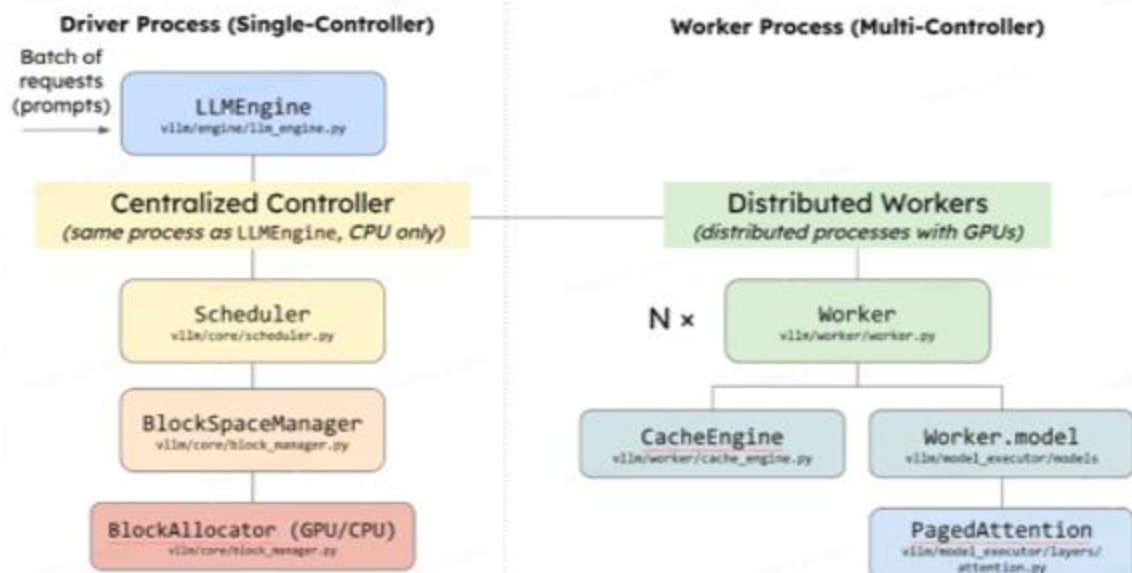 Driver Process (Single-Controller)
Batch of
requests
(prompts)
LLMEngine
vllm/engine/llm_engine.py
Centralized Controller
(same process as LLMEngine, CPU only)
Scheduler
vllm/core/scheduler.py
BlockSpaceManager
vllm/core/block_manager.py
BlockAllocator (GPU/CPU)
vllm/core/block_manager.py
Worker Process (Multi-Controller)
Distributed Workers
(distributed processes with GPUs)
N ×
Worker
vllm/worker/worker.py
CacheEngine
vllm/worker/cache_engine.py
Worker.model
vllm/model_executor/models
PagedAttention
vllm/model_executor/layers/
attention.py